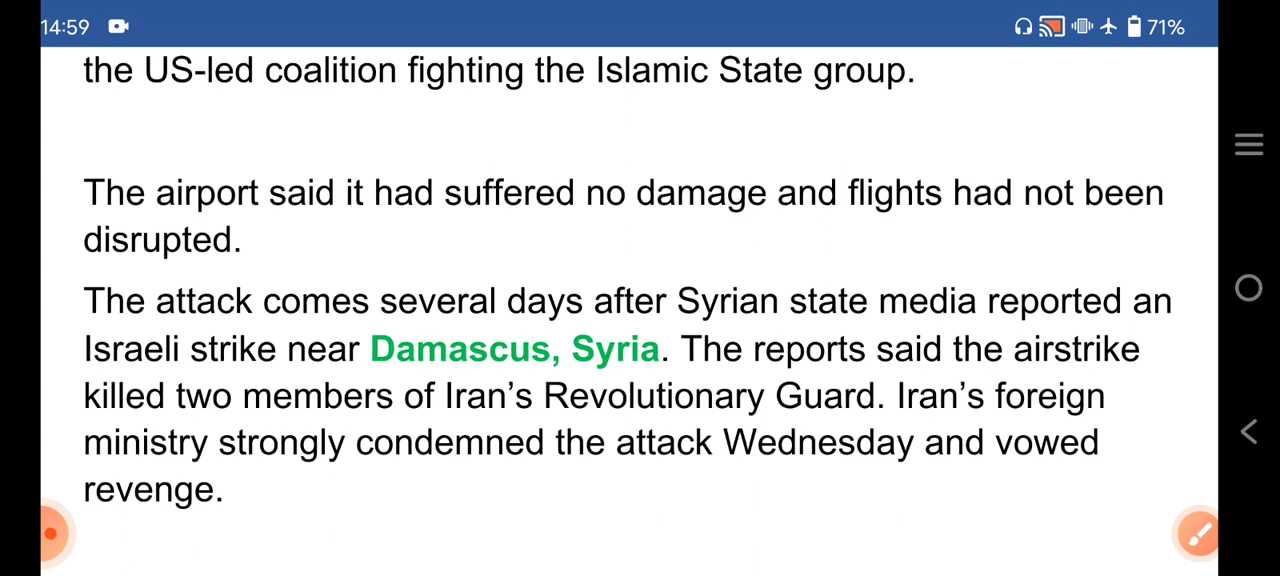 14:59
71%
the US-led coalition fighting the Islamic State group.
The airport said it had suffered no damage and flights had not been
disrupted.
The attack comes several days after Syrian state media reported an
Israeli strike near Damascus, Syria. The reports said the airstrike
killed two members of Iran’s Revolutionary Guard. Iran’s foreign
ministry strongly condemned the attack Wednesday and vowed
revenge.